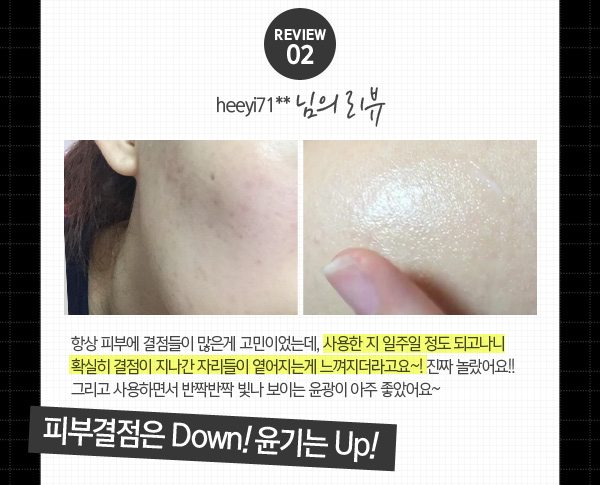 REVIEW
02
heeyi71** 님의 리뷰
항상 피부에 결점들이 많은게 고민이었는데, 사용한 지 일주일 정도 되고나니
확실히 결점이 지나간 자리들이 옅어지는게 느껴지더라고요~! 진짜 놀랐어요!!
그리고 사용하면서 반짝반짝 빛나 보이는 윤광이 아주 좋았어요~
피부결점은 Down! 윤기는 Up!